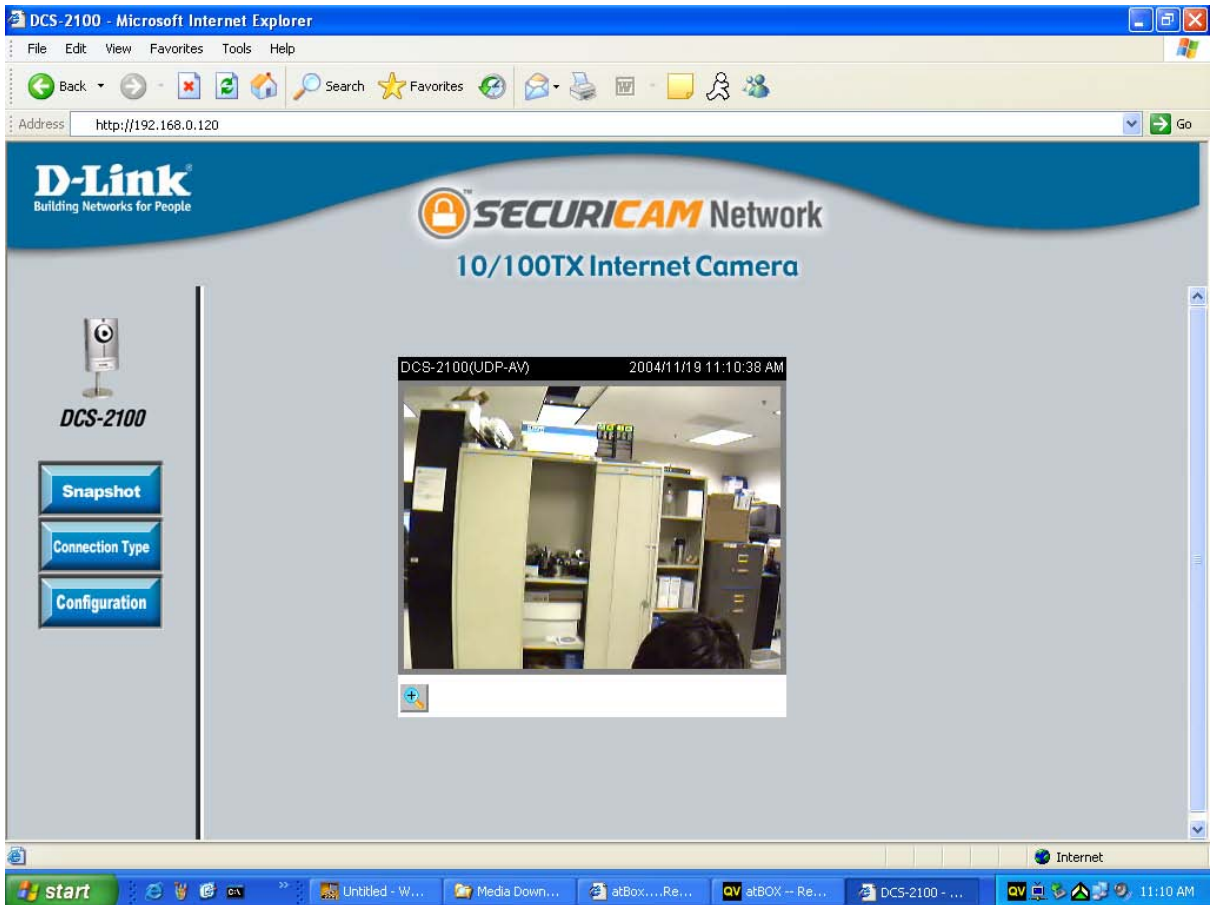 DCS-2100 - Microsoft Internet Explorer
File Edit View Favorites Tools Help
Back Search Favorites
Address http://192.168.0.120 Go
D-Link®
Building Networks for People
SECURICAM™ Network
10/100TX Internet Camera
DCS-2100
Snapshot
Connection Type
Configuration
DCS-2100(UDP-AV) 2004/11/19 11:10:38 AM
Internet
start Untitled - W... Media Down... atBox....Re... QV atBOX -- Re... DCS-2100 - ... QV 11:10 AM